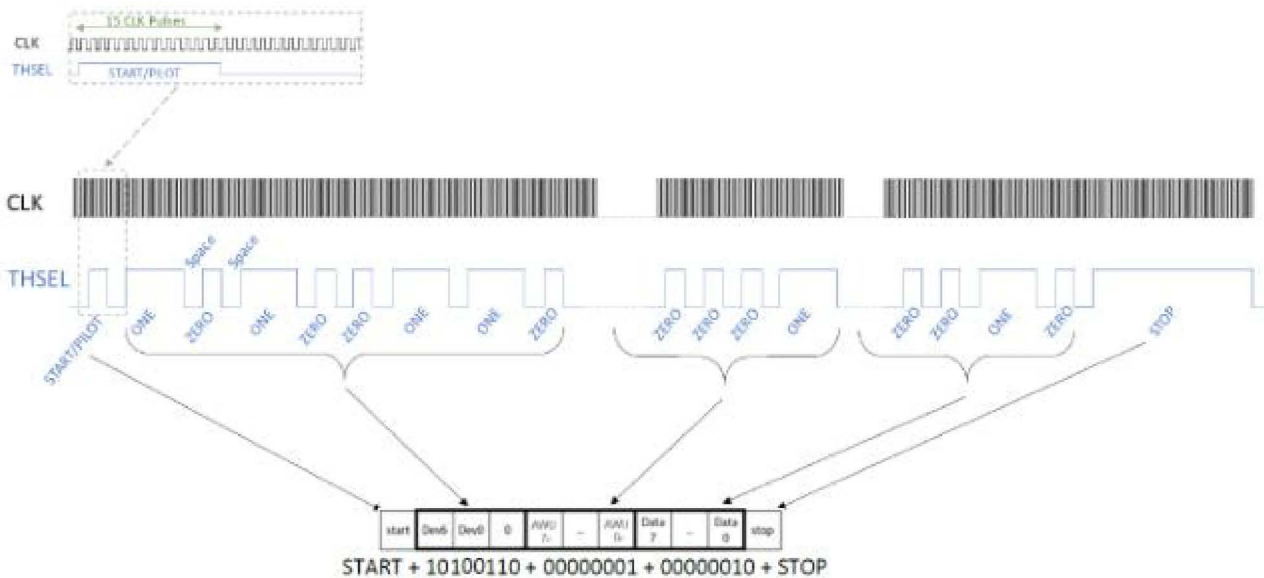 15 CLK Pulses
CLK
THSEL START/PILOT
CLK
Space Space
THSEL
START/PILOT ONE ZERO ONE ZERO ZERO ONE ONE ZERO ZERO ZERO ZERO ONE ZERO ZERO ONE ZERO STOP
start Dev6 Dev0 0 AWU .. AWU Data 7 .. Data 0 stop
START + 10100110 + 00000001 + 00000010 + STOP